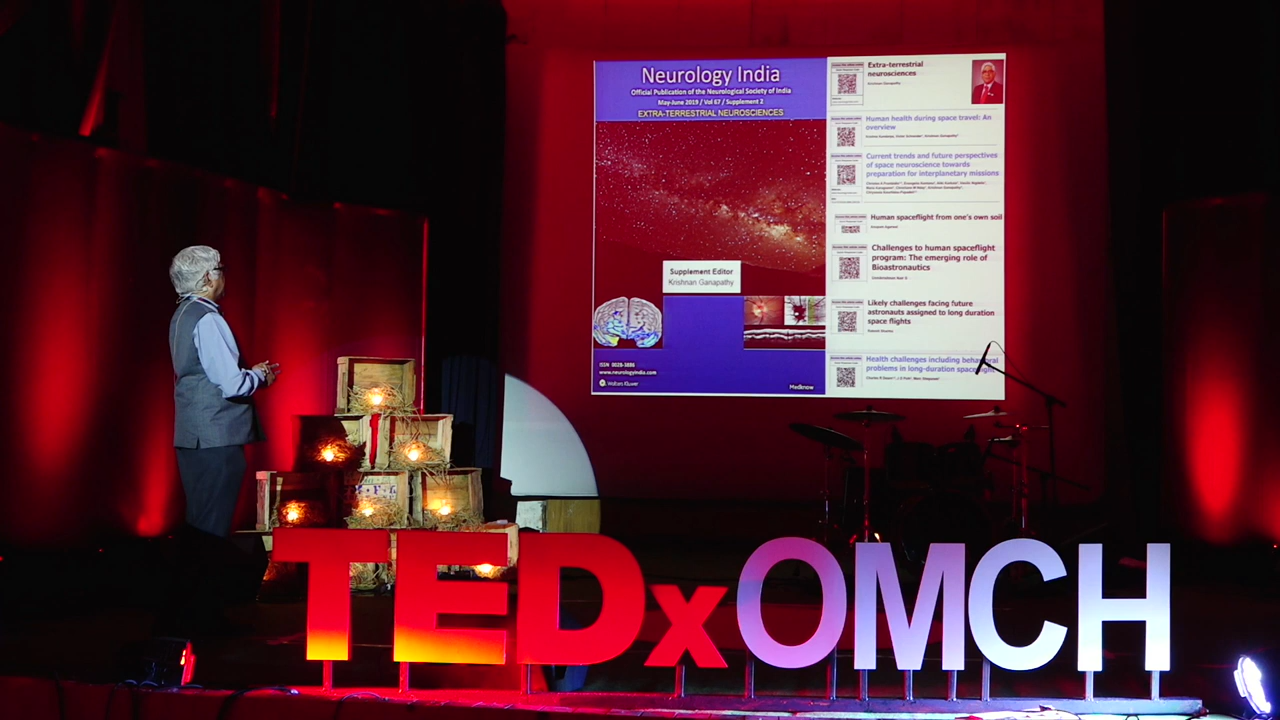 Neurology India
Official Publication of the Neurological Society of India
May-June 2019 / Vol 67 / Supplement 2
EXTRA-TERRESTRIAL NEUROSCIENCES
Supplement Editor
Krishnan Ganapathy
ISSN 0028-3886
www.neurologyindia.com
Wolters Kluwer
Medknow
Extra-terrestrial
neurosciences
Krishnan Ganapathy
Human health during space travel: An
overview
Current trends and future perspectives
of space neuroscience towards
preparation for interplanetary missions
Human spaceflight from one's own soil
Challenges to human spaceflight
program: The emerging role of
Bioastronautics
Likely challenges facing future
astronauts assigned to long duration
space flights
Health challenges including behavioral
problems in long-duration spaceflight
TEDxOMCH